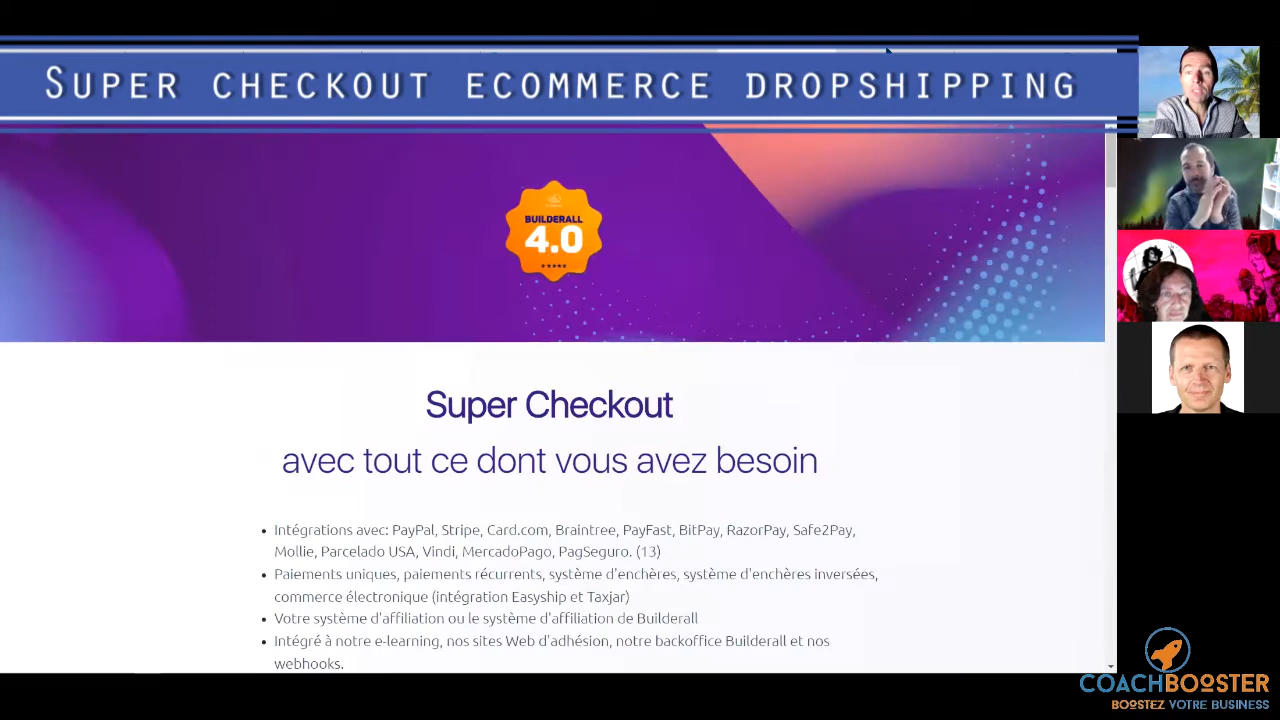 Super checkout ecommerce dropshipping
BUILDERALL
4.0
Super Checkout
avec tout ce dont vous avez besoin
• Intégrations avec: PayPal, Stripe, Card.com, Braintree, PayFast, BitPay, RazorPay, Safe2Pay,
Mollie, Parcelado USA, Vindi, MercadoPago, PagSeguro. (13)
• Paiements uniques, paiements récurrents, système d'enchères, système d'enchères inversées,
commerce électronique (intégration Easyship et Taxjar)
• Votre système d'affiliation ou le système d'affiliation de Builderall
• Intégré à notre e-learning, nos sites Web d'adhésion, notre backoffice Builderall et nos
webhooks.
COACHBOOSTER
BOOSTEZ VOTRE BUSINESS